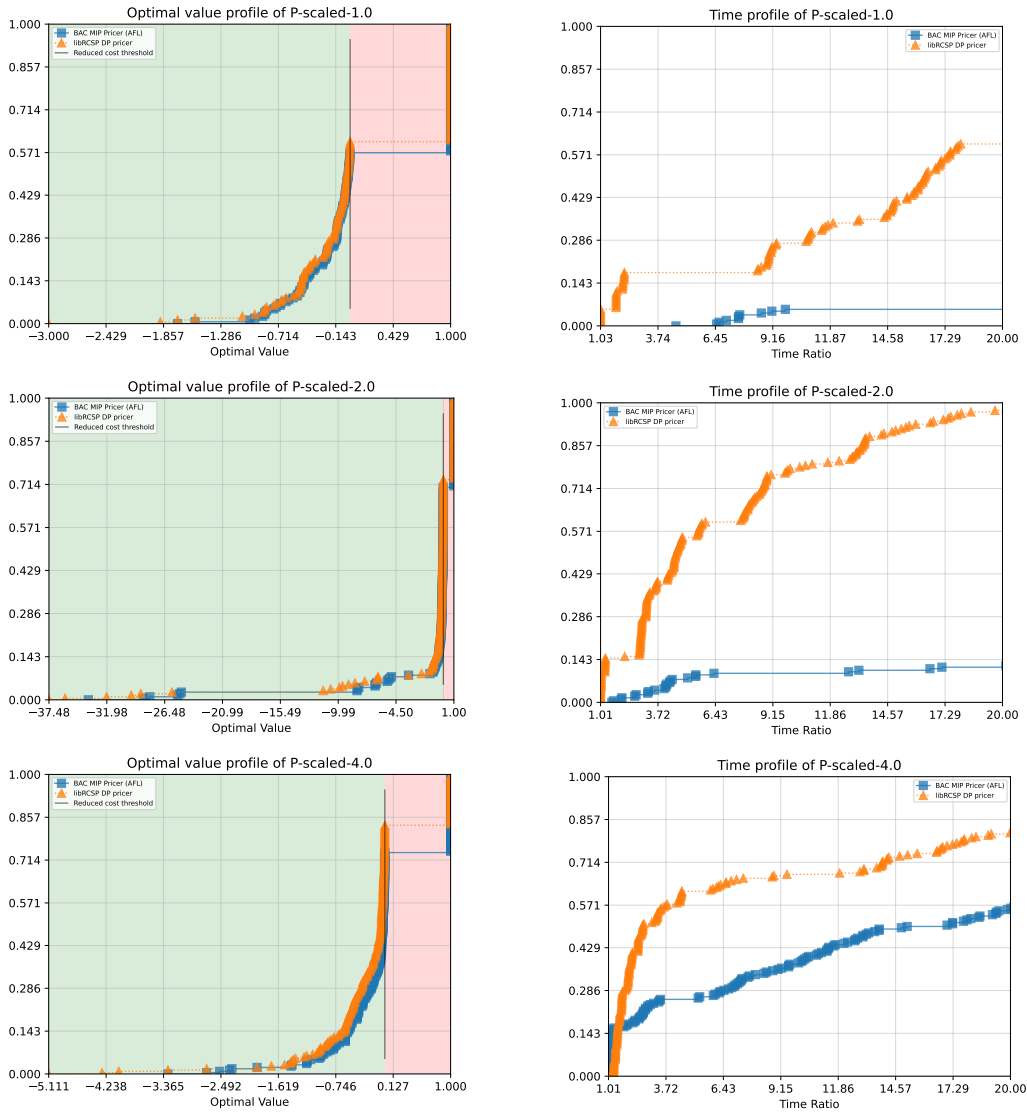 Optimal value profile of P-scaled-1.0
BAC MIP Pricer (AFL)
libRCSP DP pricer
Reduced cost threshold
1.000
0.857
0.714
0.571
0.429
0.286
0.143
0.000
−3.000 −2.429 −1.857 −1.286 −0.714 −0.143 0.429 1.000
Optimal Value
Time profile of P-scaled-1.0
BAC MIP Pricer (AFL)
libRCSP DP pricer
1.000
0.857
0.714
0.571
0.429
0.286
0.143
0.000
1.03 3.74 6.45 9.16 11.87 14.58 17.29 20.00
Time Ratio
Optimal value profile of P-scaled-2.0
BAC MIP Pricer (AFL)
libRCSP DP pricer
Reduced cost threshold
1.000
0.857
0.714
0.571
0.429
0.286
0.143
0.000
−37.48 −31.98 −26.48 −20.99 −15.49 −9.99 −4.50 1.00
Optimal Value
Time profile of P-scaled-2.0
BAC MIP Pricer (AFL)
libRCSP DP pricer
1.000
0.857
0.714
0.571
0.429
0.286
0.143
0.000
1.01 3.72 6.43 9.15 11.86 14.57 17.29 20.00
Time Ratio
Optimal value profile of P-scaled-4.0
BAC MIP Pricer (AFL)
libRCSP DP pricer
Reduced cost threshold
1.000
0.857
0.714
0.571
0.429
0.286
0.143
0.000
−5.111 −4.238 −3.365 −2.492 −1.619 −0.746 0.127 1.000
Optimal Value
Time profile of P-scaled-4.0
BAC MIP Pricer (AFL)
libRCSP DP pricer
1.000
0.857
0.714
0.571
0.429
0.286
0.143
0.000
1.01 3.72 6.43 9.15 11.86 14.57 17.29 20.00
Time Ratio